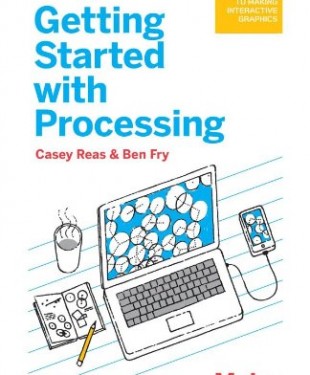 TO MAKING
INTERACTIVE
GRAPHICS
Getting
Started
with
Processing
Casey Reas & Ben Fry